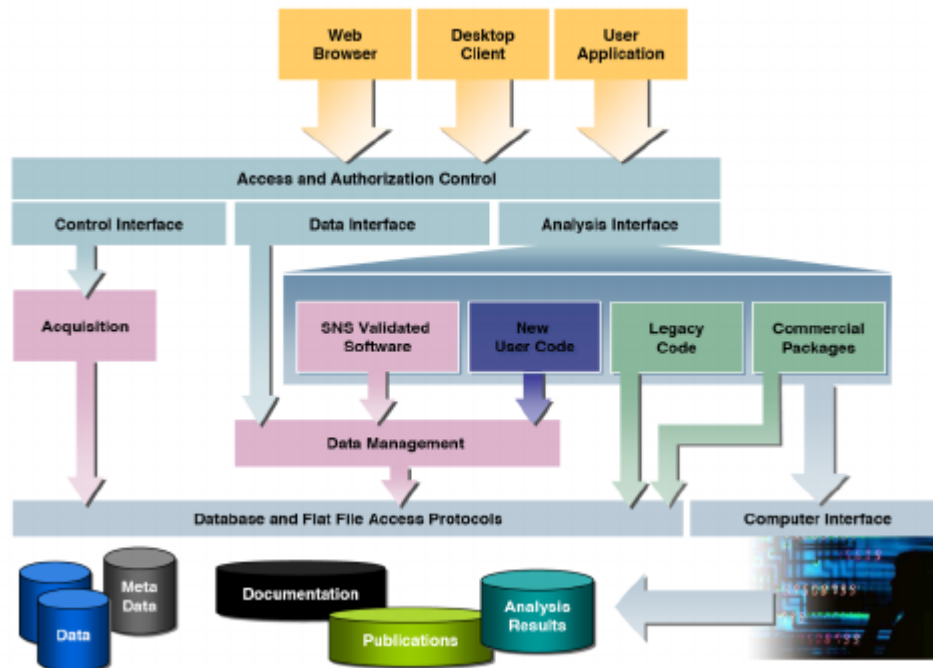 Web
Browser
Desktop
Client
User
Application
Access and Authorization Control
Control Interface
Data Interface
Analysis Interface
Acquisition
SNS Validated
Software
New
User Code
Legacy
Code
Commercial
Packages
Data Management
Database and Flat File Access Protocols
Computer Interface
Meta
Data
Data
Documentation
Publications
Analysis
Results